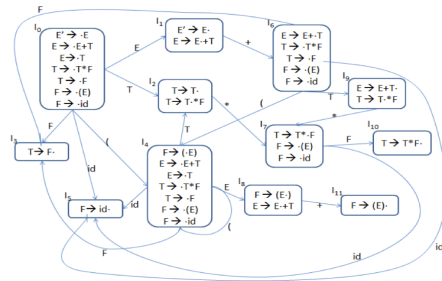 F
I₀
E' → ·E
E → ·E+T
E → ·T
T → ·T*F
T → ·F
F → ·(E)
F → ·id
I₁
E' → E·
E → E·+T
E
+
I₆
E → E+·T
T → ·T*F
T → ·F
F → ·(E)
F → ·id
I₂
T → T·
T → T·*F
T
*
(
T
I₉
E → E+T·
T → T·*F
*
I₇
T → T*·F
F → ·(E)
F → ·id
F
I₁₀
T → T*F·
I₃
T → F·
F
id
(
I₄
F → (·E)
E → ·E+T
E → ·T
T → ·T*F
T → ·F
F → ·(E)
F → ·id
T
I₅
F → id·
id
E
I₈
F → (E·)
E → E·+T
+
I₁₁
F → (E)·
(
F
id
id